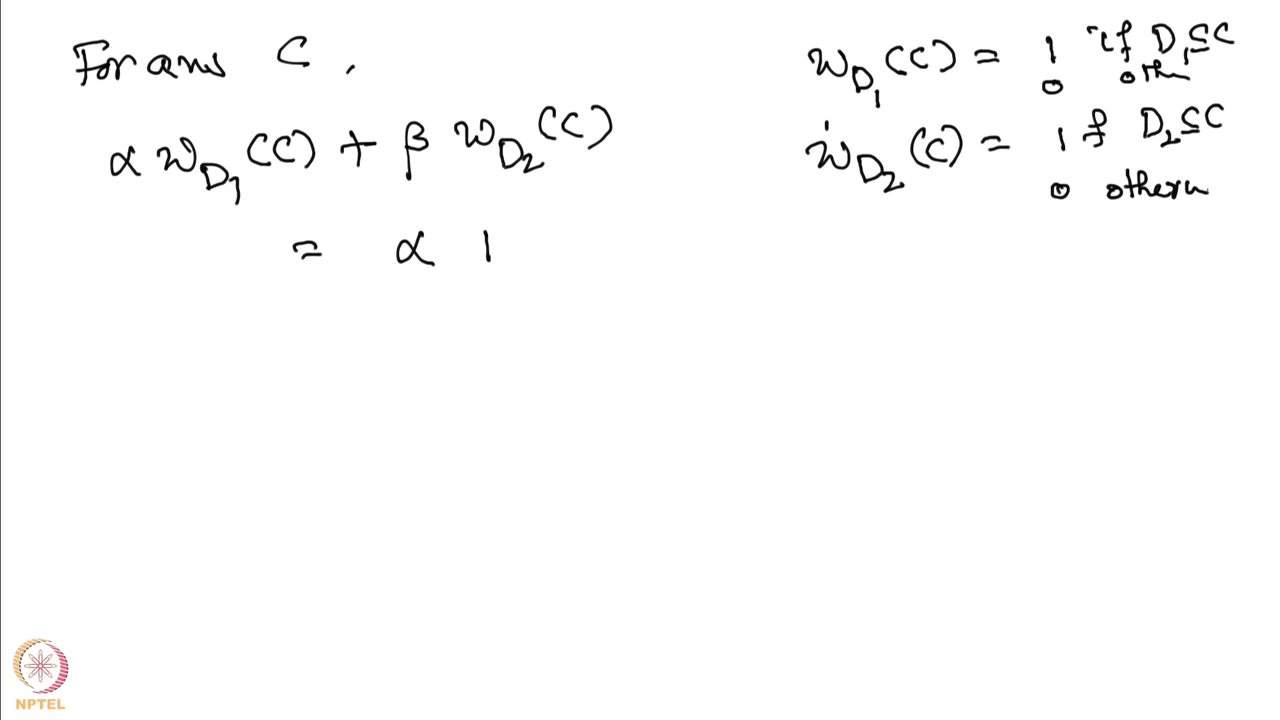 For any C,
α w_{D_1}(C) + β w_{D_2}(C)
= α 1
w_{D_1}(C) = 1 if D_1 ⊆ C
0 oth
w_{D_2}(C) = 1 if D_2 ⊆ C
0 otherw
NPTEL